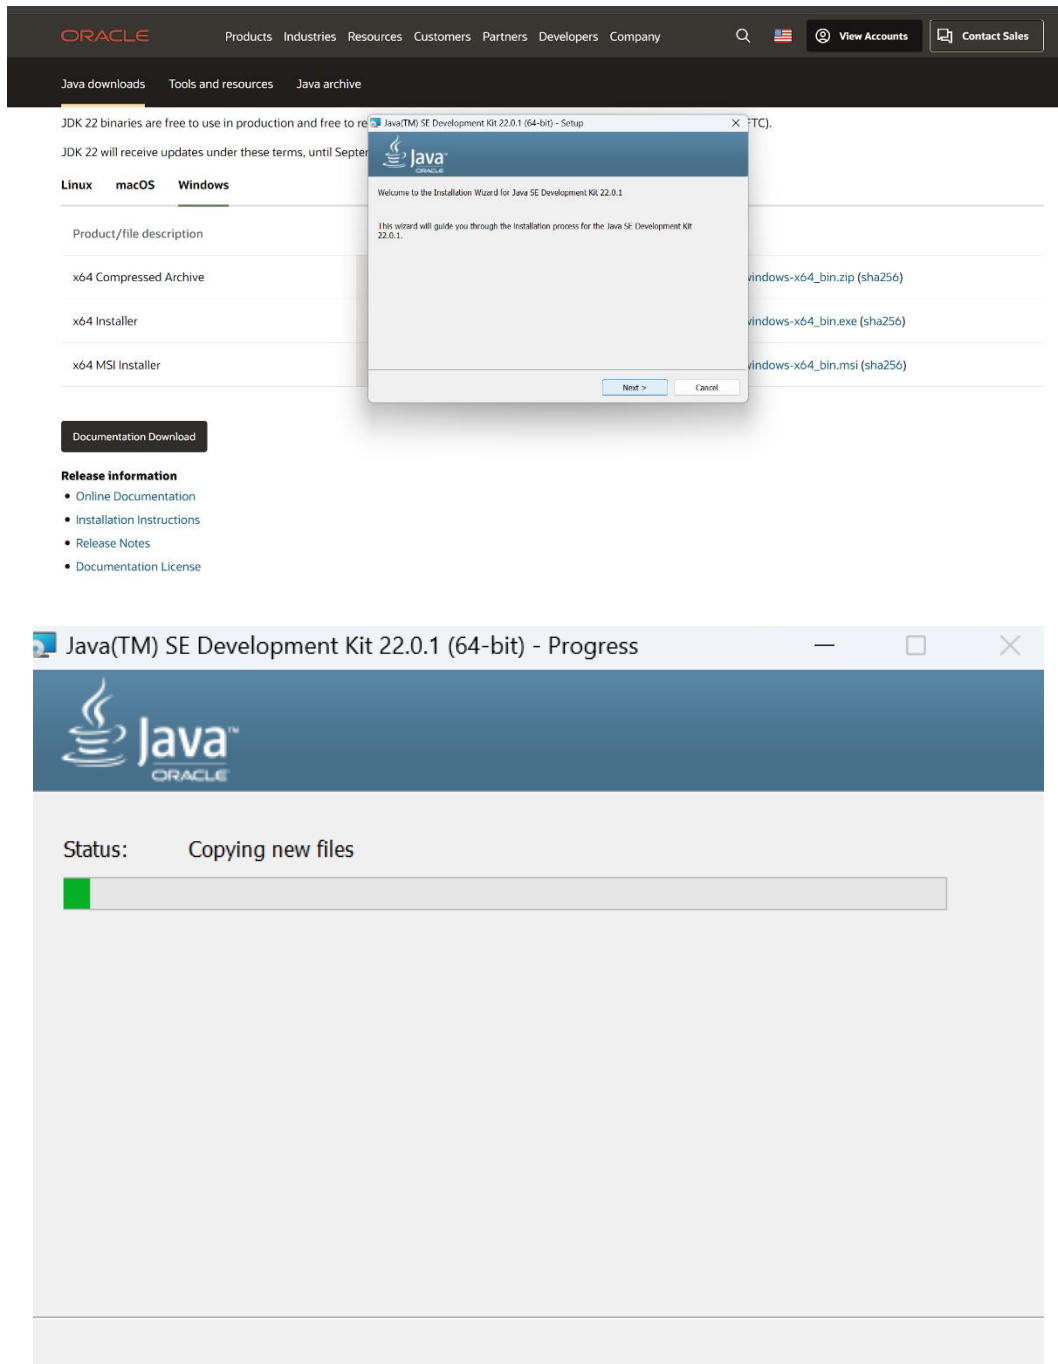 ORACLE Products Industries Resources Customers Partners Developers Company View Accounts Contact Sales
Java downloads Tools and resources Java archive
JDK 22 binaries are free to use in production and free to re FTC).
JDK 22 will receive updates under these terms, until Septer
Linux macOS Windows
Product/file description
x64 Compressed Archive windows-x64_bin.zip (sha256)
x64 Installer windows-x64_bin.exe (sha256)
x64 MSI Installer windows-x64_bin.msi (sha256)
Java(TM) SE Development Kit 22.0.1 (64-bit) - Setup
Java™
ORACLE
Welcome to the Installation Wizard for Java SE Development Kit 22.0.1
This wizard will guide you through the installation process for the Java SE Development Kit
22.0.1.
Next > Cancel
Documentation Download
Release information
• Online Documentation
• Installation Instructions
• Release Notes
• Documentation License
Java(TM) SE Development Kit 22.0.1 (64-bit) - Progress
Java™
ORACLE
Status: Copying new files